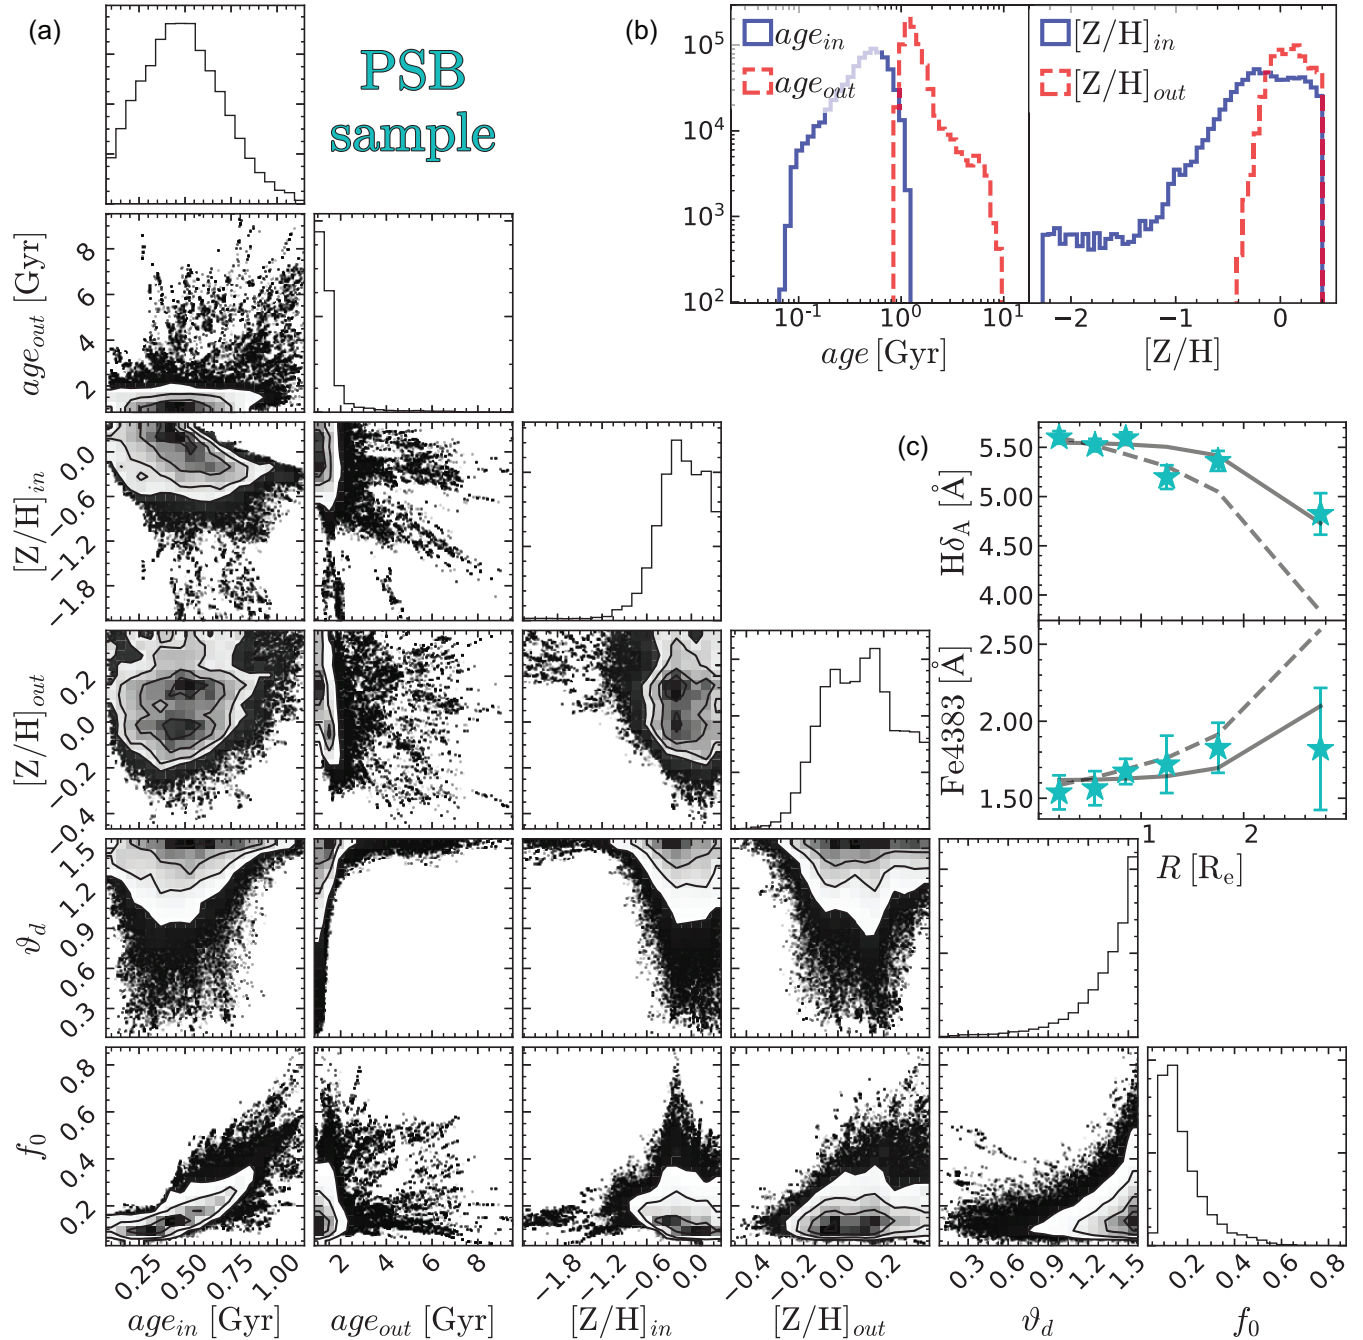 (a)
PSB
sample
(b)
age_in
age_out
[Z/H]_in
[Z/H]_out
10^5
10^4
10^3
10^2
10^-1 10^0 10^1
age [Gyr]
−2 −1 0
[Z/H]
age_out [Gyr]
8
6
4
2
[Z/H]_in
0.0
−0.6
−1.2
−1.8
(c)
Hδ_A [Å]
5.50
5.00
4.50
4.00
Fe4383 [Å]
2.50
2.00
1.50
1 2
R [R_e]
[Z/H]_out
0.2
0.0
−0.2
−0.4
ϑ_d
1.5
1.2
0.9
0.6
0.3
f_0
0.8
0.6
0.4
0.2
0.25 0.50 0.75 1.00
2 4 6 8
−1.8 −1.2 −0.6 0.0
−0.4 −0.2 0.0 0.2
0.3 0.6 0.9 1.2 1.5
0.2 0.4 0.6 0.8
age_in [Gyr]
age_out [Gyr]
[Z/H]_in
[Z/H]_out
ϑ_d
f_0